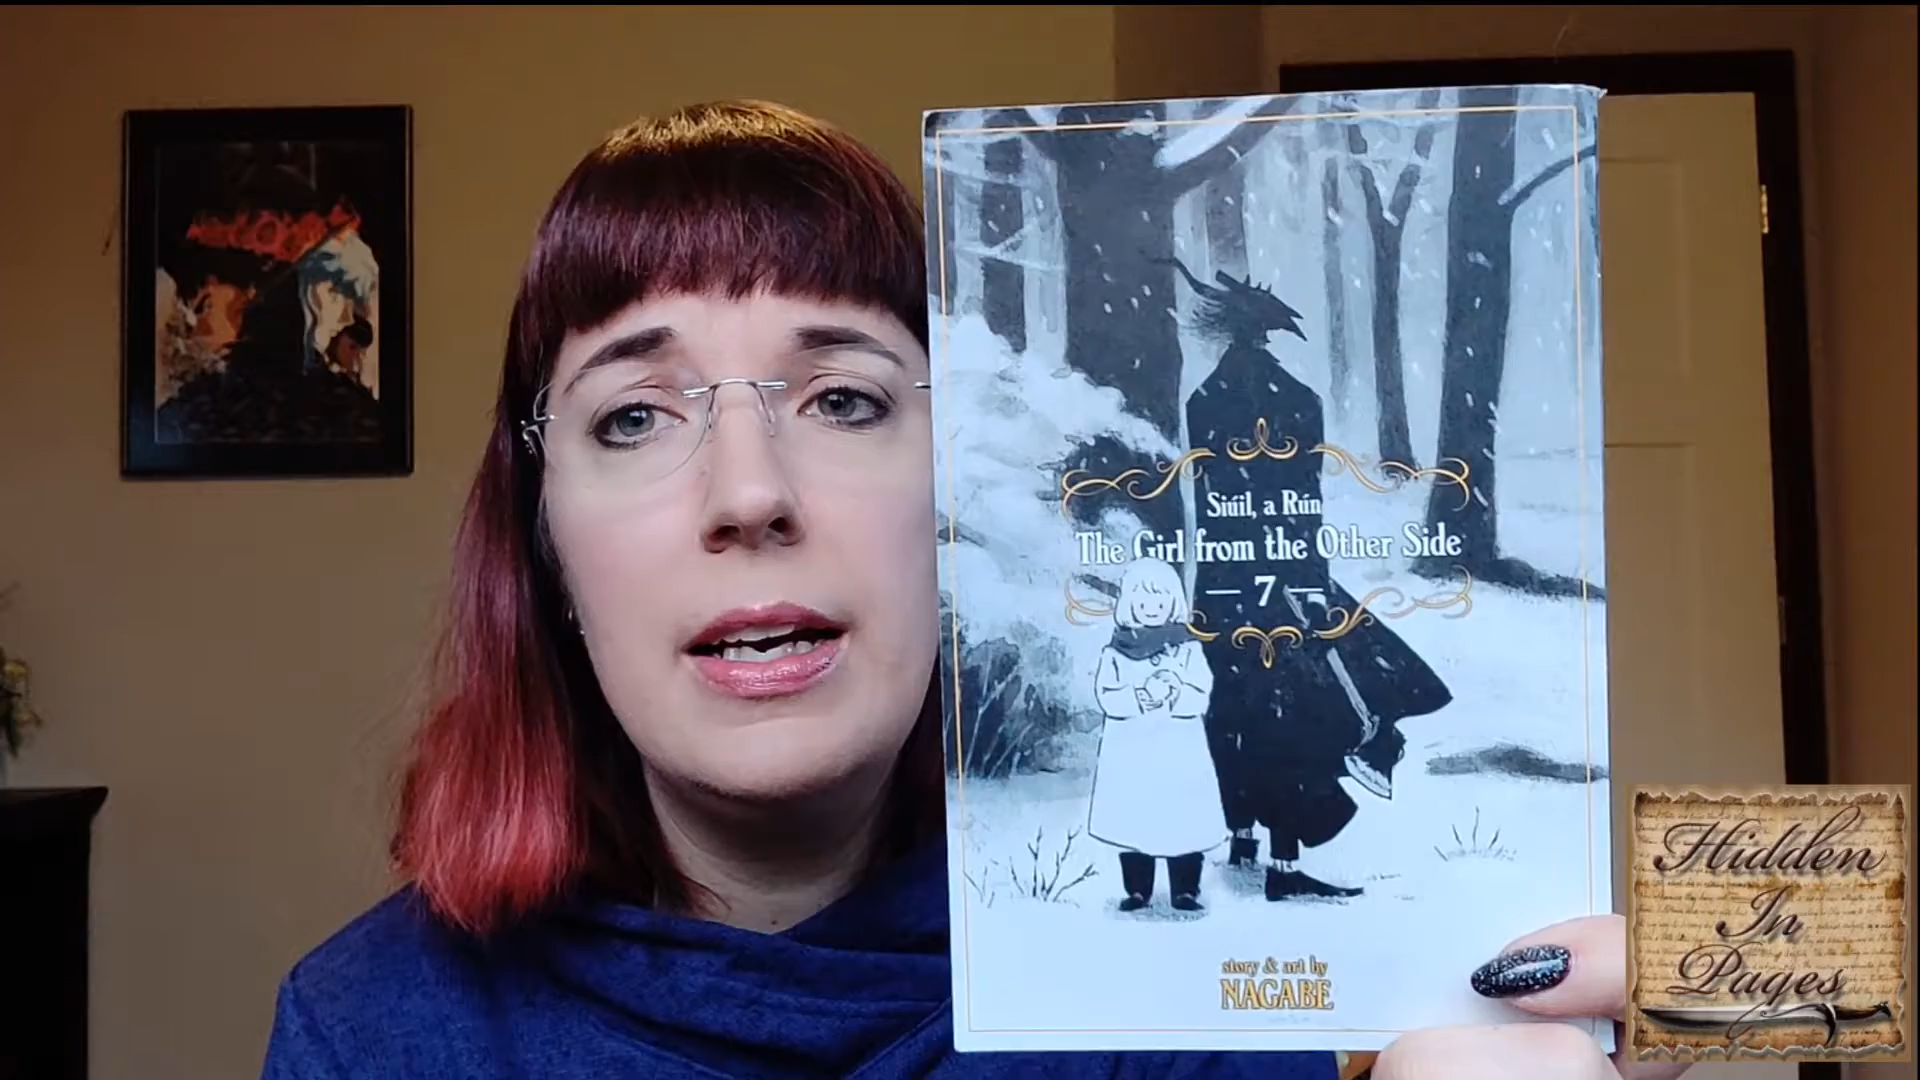 Siúil, a Rún
The Girl from the Other Side
— 7 —
story & art by
NAGABE
Hidden
In
Pages